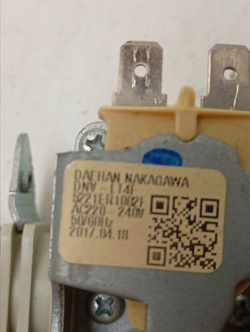 DAEHAN NAKAGAWA
DNV-LT4F
5221ER1002F
AC220-240V
50/60Hz
2017.04.18